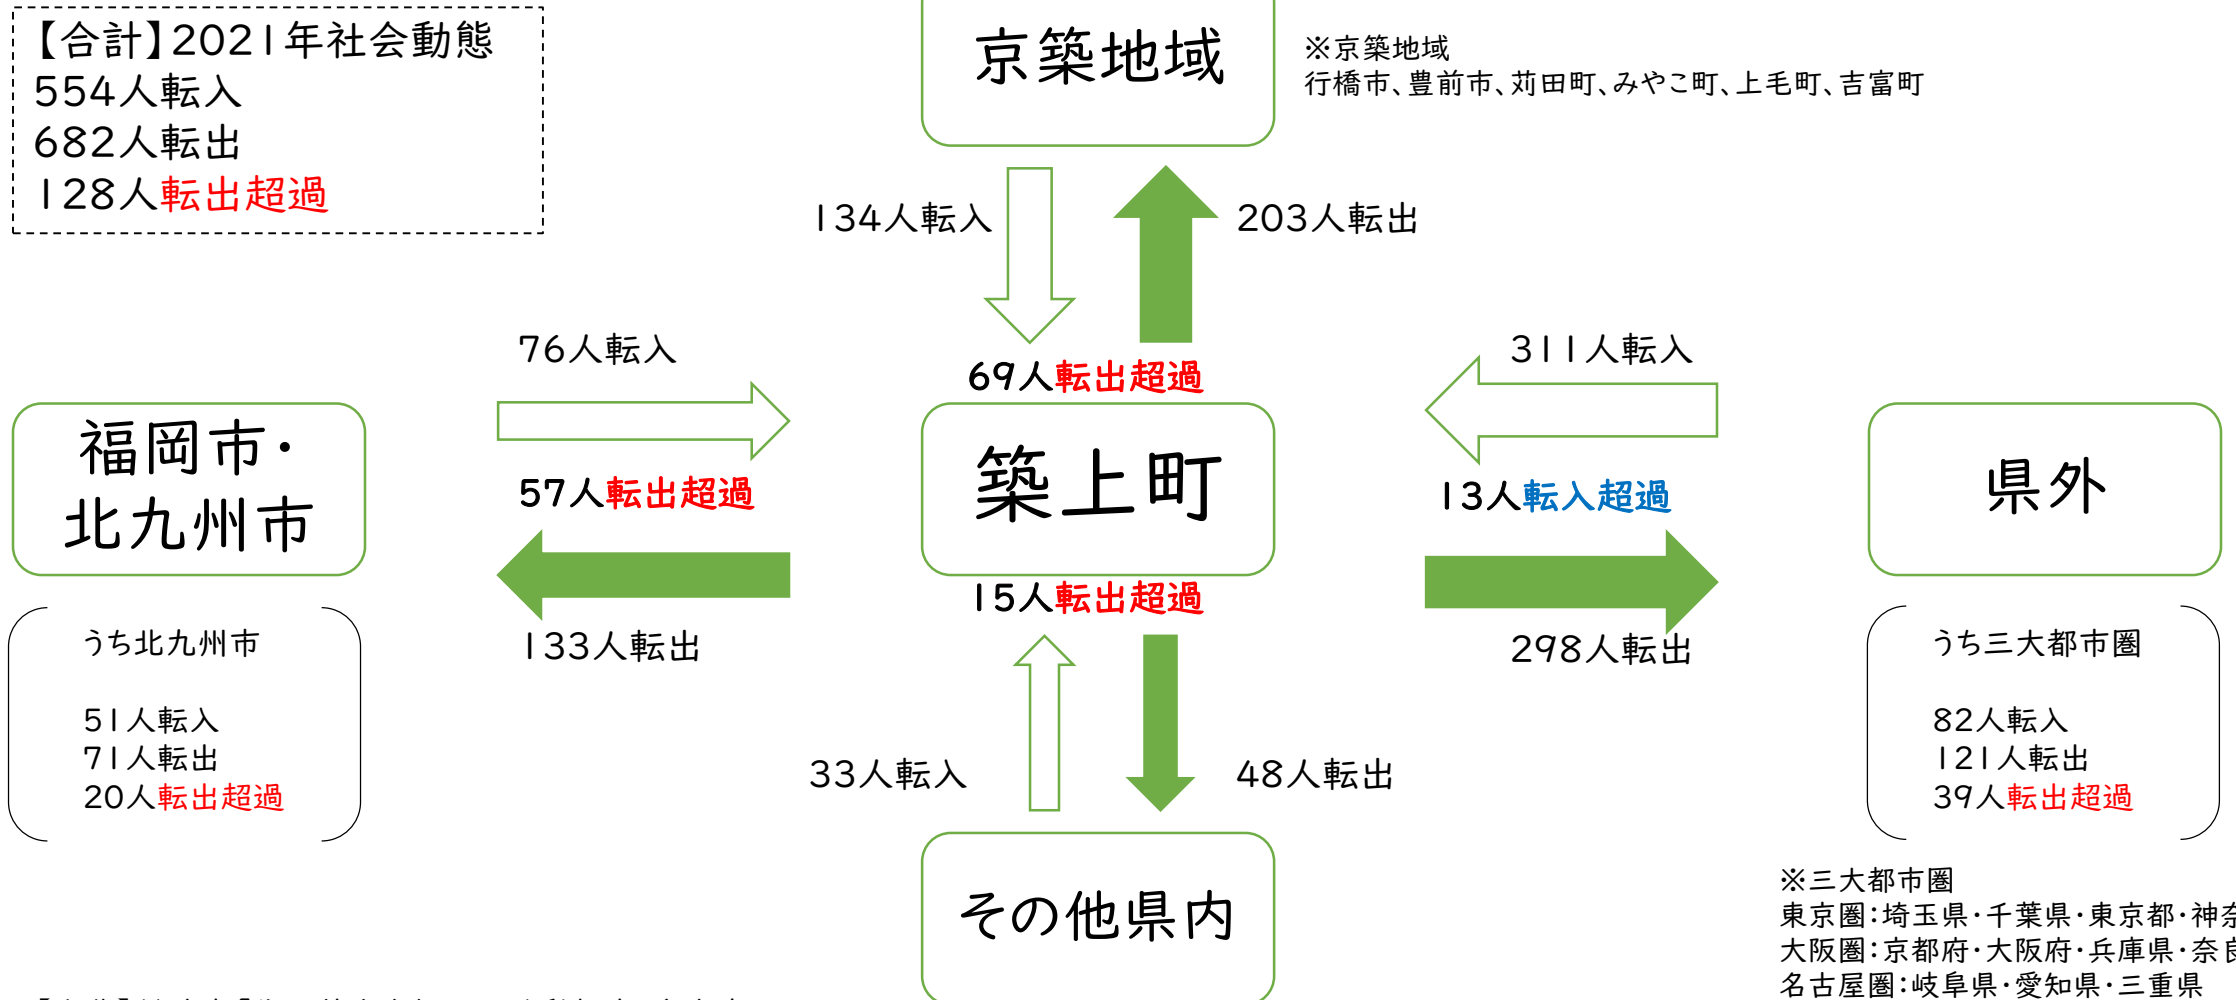 【合計】2021年社会動態
554人転入
682人転出
128人転出超過
京築地域
※京築地域
行橋市、豊前市、苅田町、みやこ町、上毛町、吉富町
134人転入
203人転出
69人転出超過
76人転入
57人転出超過
133人転出
福岡市・
北九州市
うち北九州市
51人転入
71人転出
20人転出超過
築上町
311人転入
13人転入超過
298人転出
県外
うち三大都市圏
82人転入
121人転出
39人転出超過
15人転出超過
33人転入
48人転出
その他県内
※三大都市圏
東京圏：埼玉県・千葉県・東京都・神奈
大阪圏：京都府・大阪府・兵庫県・奈良
名古屋圏：岐阜県・愛知県・三重県